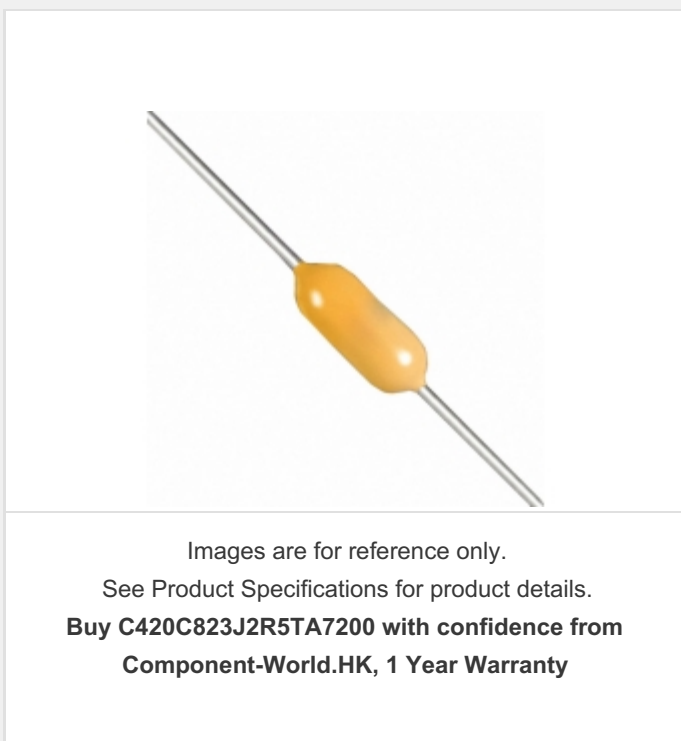 Images are for reference only.
See Product Specifications for product details.
Buy C420C823J2R5TA7200 with confidence from
Component-World.HK, 1 Year Warranty